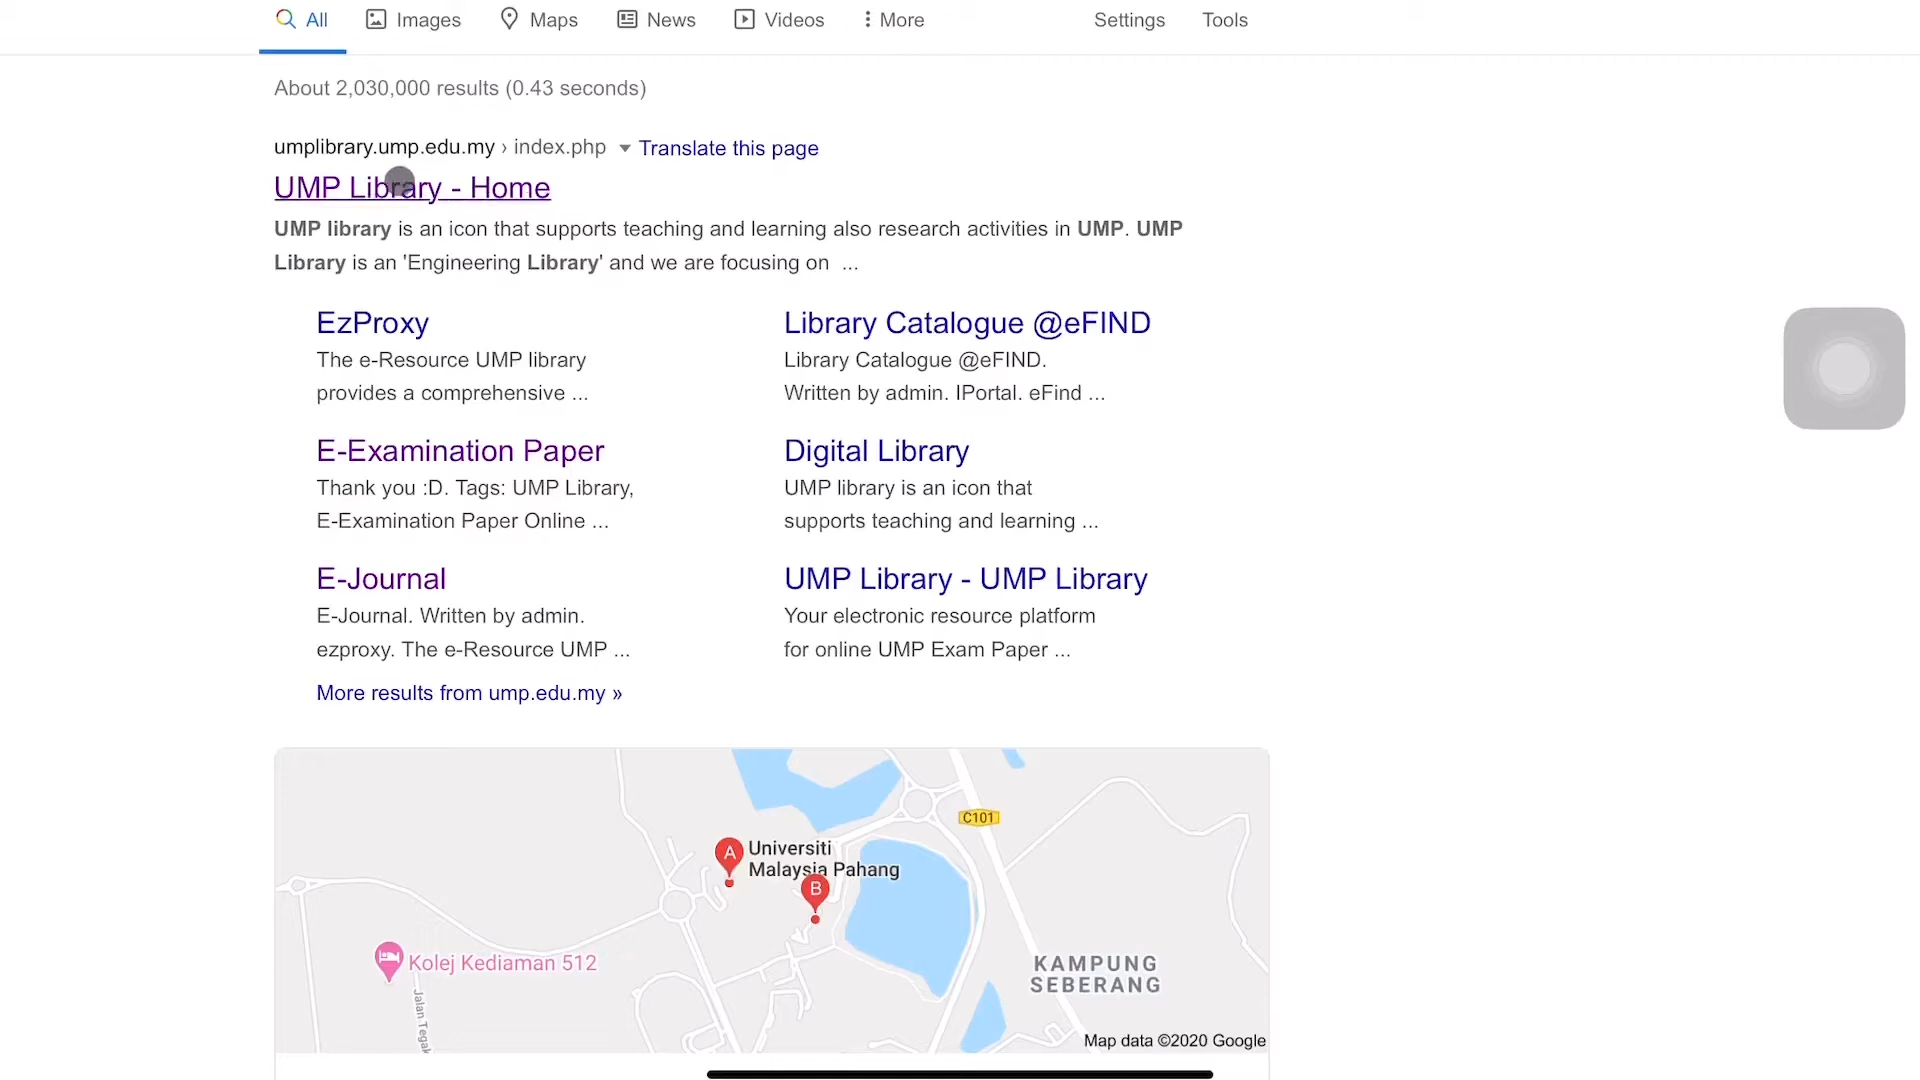 All Images Maps News Videos More Settings Tools
About 2,030,000 results (0.43 seconds)
umplibrary.ump.edu.my › index.php Translate this page
UMP Library - Home
UMP library is an icon that supports teaching and learning also research activities in UMP. UMP
Library is an 'Engineering Library' and we are focusing on ...
EzProxy
The e-Resource UMP library
provides a comprehensive ...
Library Catalogue @eFIND
Library Catalogue @eFIND.
Written by admin. IPortal. eFind ...
E-Examination Paper
Thank you :D. Tags: UMP Library,
E-Examination Paper Online ...
Digital Library
UMP library is an icon that
supports teaching and learning ...
E-Journal
E-Journal. Written by admin.
ezproxy. The e-Resource UMP ...
UMP Library - UMP Library
Your electronic resource platform
for online UMP Exam Paper ...
More results from ump.edu.my »
C101
A Universiti
Malaysia Pahang
B
Kolej Kediaman 512
KAMPUNG
SEBERANG
Jalan Tegak
Map data ©2020 Google